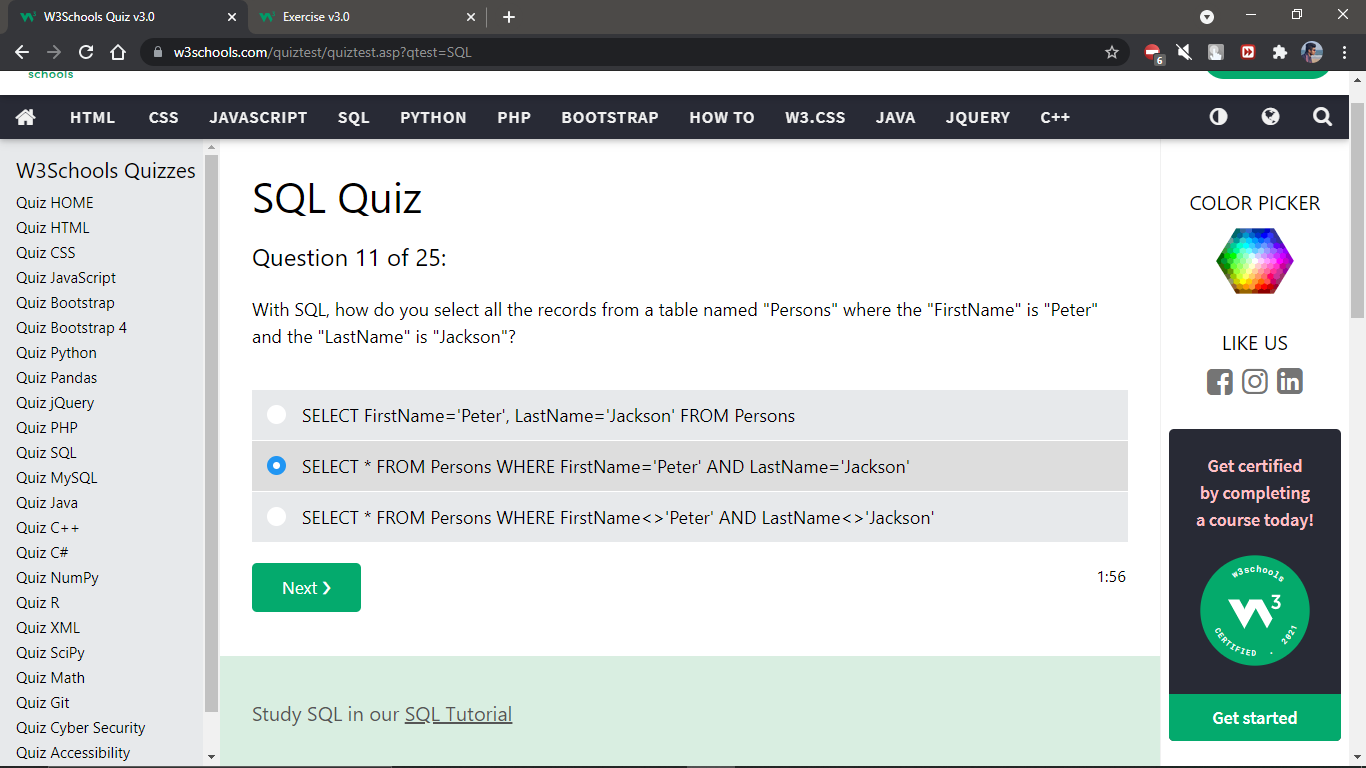 W3Schools Quiz v3.0
Exercise v3.0
w3schools.com/quiztest/quiztest.asp?qtest=SQL
6
schools
HTML CSS JAVASCRIPT SQL PYTHON PHP BOOTSTRAP HOW TO W3.CSS JAVA JQUERY C++
W3Schools Quizzes
Quiz HOME
Quiz HTML
Quiz CSS
Quiz JavaScript
Quiz Bootstrap
Quiz Bootstrap 4
Quiz Python
Quiz Pandas
Quiz jQuery
Quiz PHP
Quiz SQL
Quiz MySQL
Quiz Java
Quiz C++
Quiz C#
Quiz NumPy
Quiz R
Quiz XML
Quiz SciPy
Quiz Math
Quiz Git
Quiz Cyber Security
Quiz Accessibility
SQL Quiz
Question 11 of 25:
With SQL, how do you select all the records from a table named "Persons" where the "FirstName" is "Peter"
and the "LastName" is "Jackson"?
SELECT FirstName='Peter', LastName='Jackson' FROM Persons
SELECT * FROM Persons WHERE FirstName='Peter' AND LastName='Jackson'
SELECT * FROM Persons WHERE FirstName<>'Peter' AND LastName<>'Jackson'
Next ❯
1:56
Study SQL in our SQL Tutorial
COLOR PICKER
LIKE US
Get certified
by completing
a course today!
w3schools
3
CERTIFIED . 2021
Get started